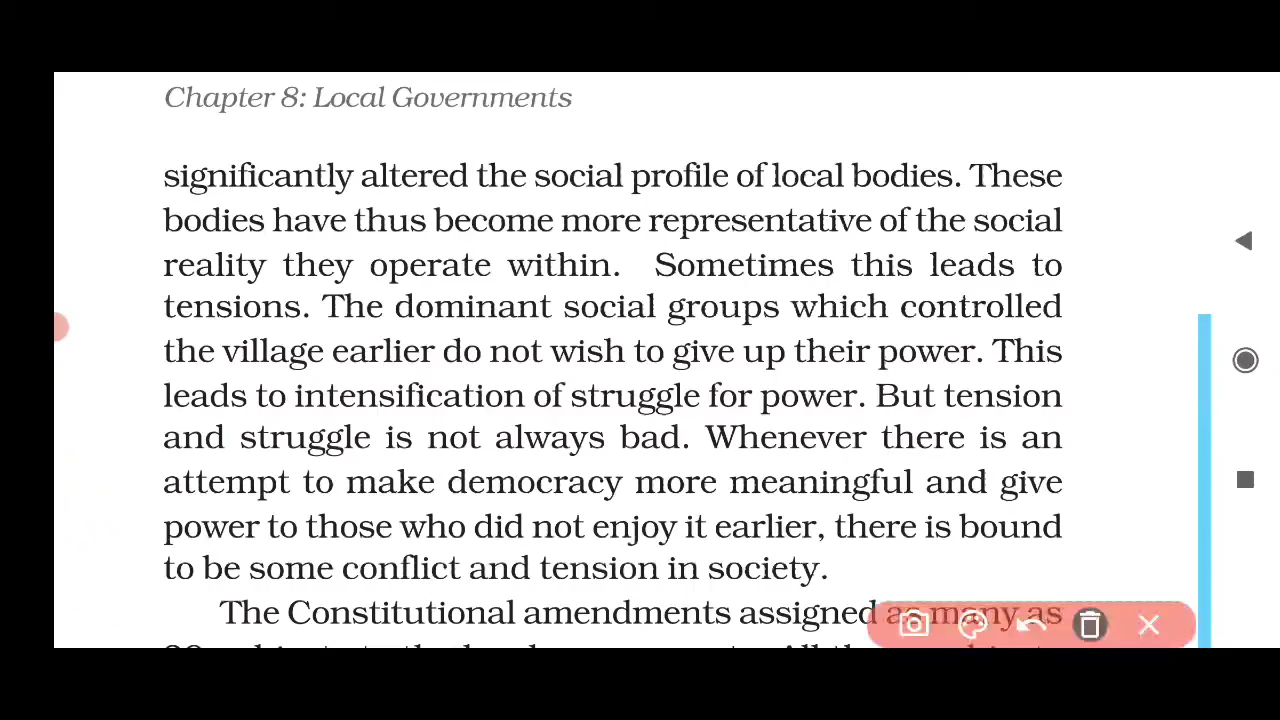 Chapter 8: Local Governments
significantly altered the social profile of local bodies. These
bodies have thus become more representative of the social
reality they operate within. Sometimes this leads to
tensions. The dominant social groups which controlled
the village earlier do not wish to give up their power. This
leads to intensification of struggle for power. But tension
and struggle is not always bad. Whenever there is an
attempt to make democracy more meaningful and give
power to those who did not enjoy it earlier, there is bound
to be some conflict and tension in society.
The Constitutional amendments assigned as many as